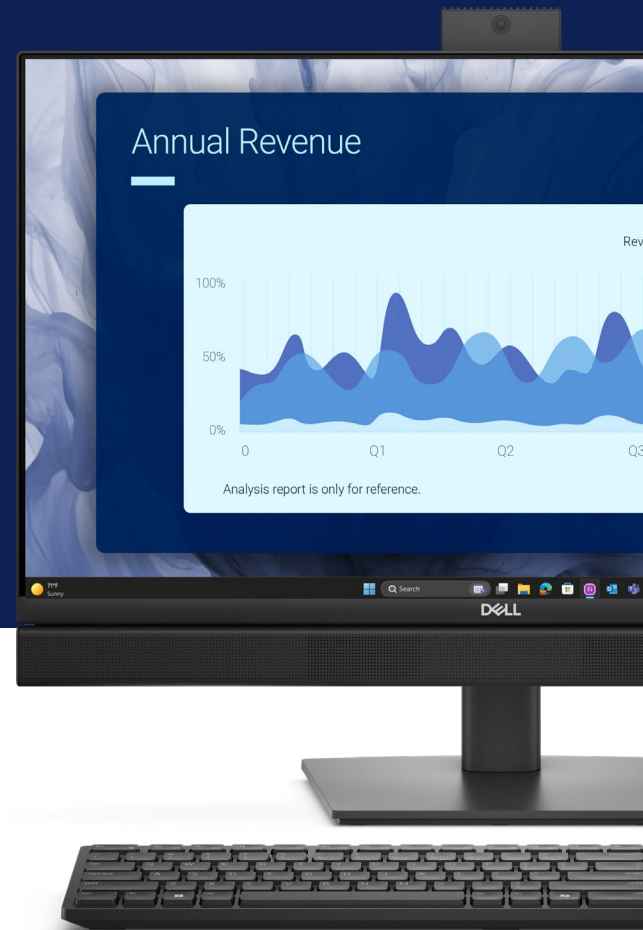 Annual Revenue
Rev
100%
50%
0%
0 Q1 Q2 Q3
Analysis report is only for reference.
71°F
Sunny
Search
DELL